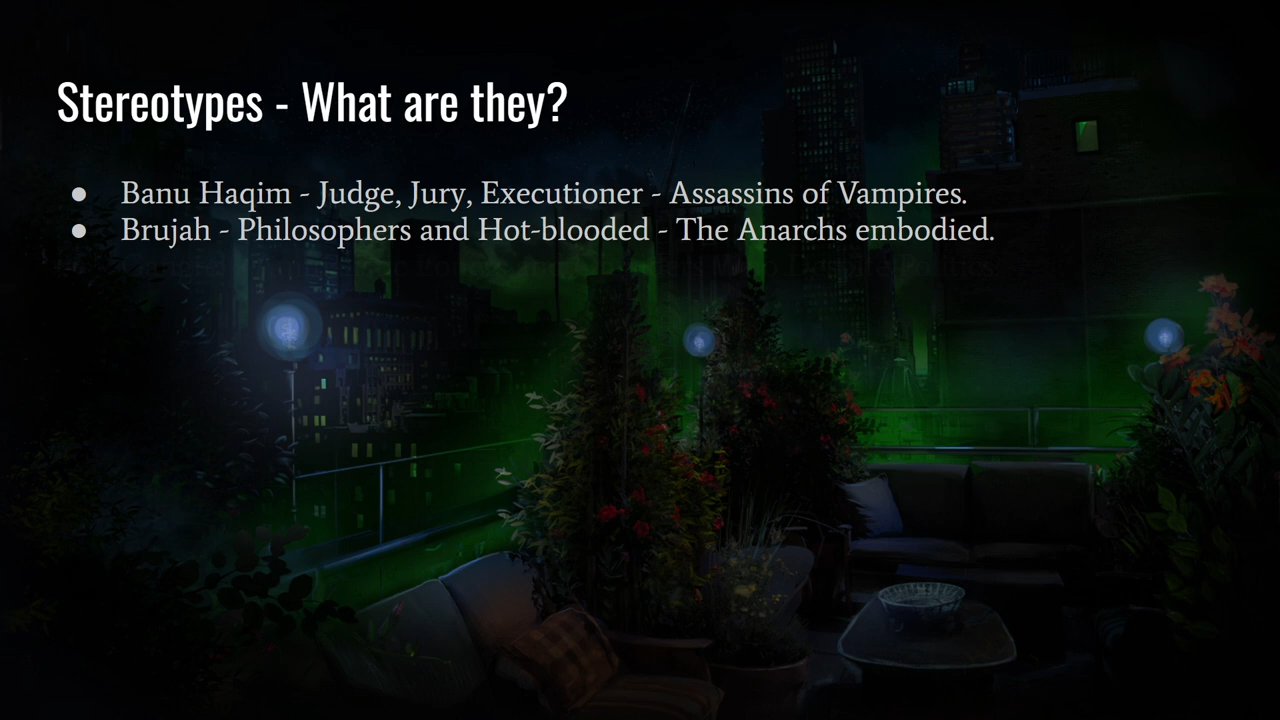 Stereotypes - What are they?
● Banu Haqim - Judge, Jury, Executioner - Assassins of Vampires.
● Brujah - Philosophers and Hot-blooded - The Anarchs embodied.